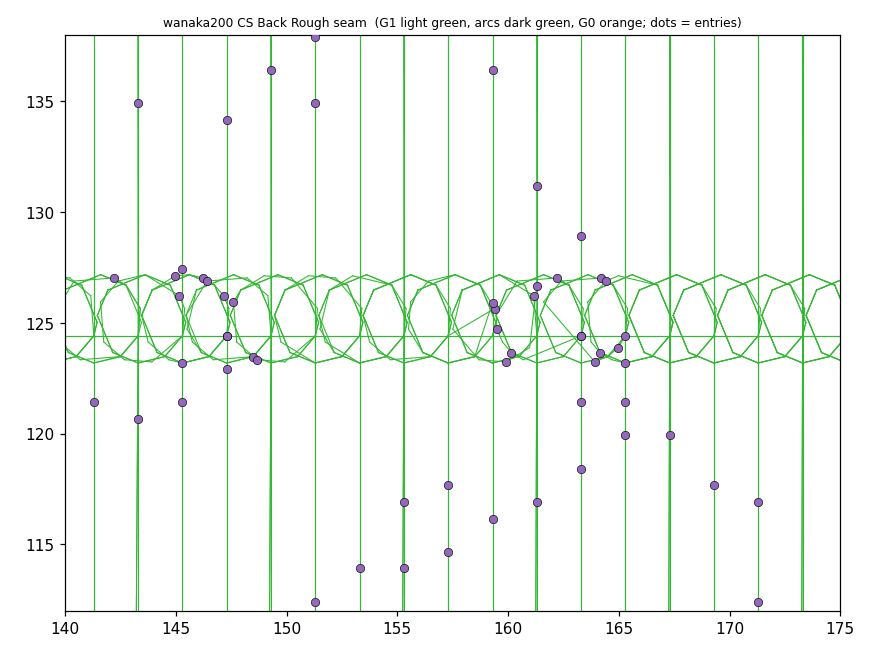 wanaka200 CS Back Rough seam (G1 light green, arcs dark green, G0 orange; dots = entries)
135
130
125
120
115
140 145 150 155 160 165 170 175